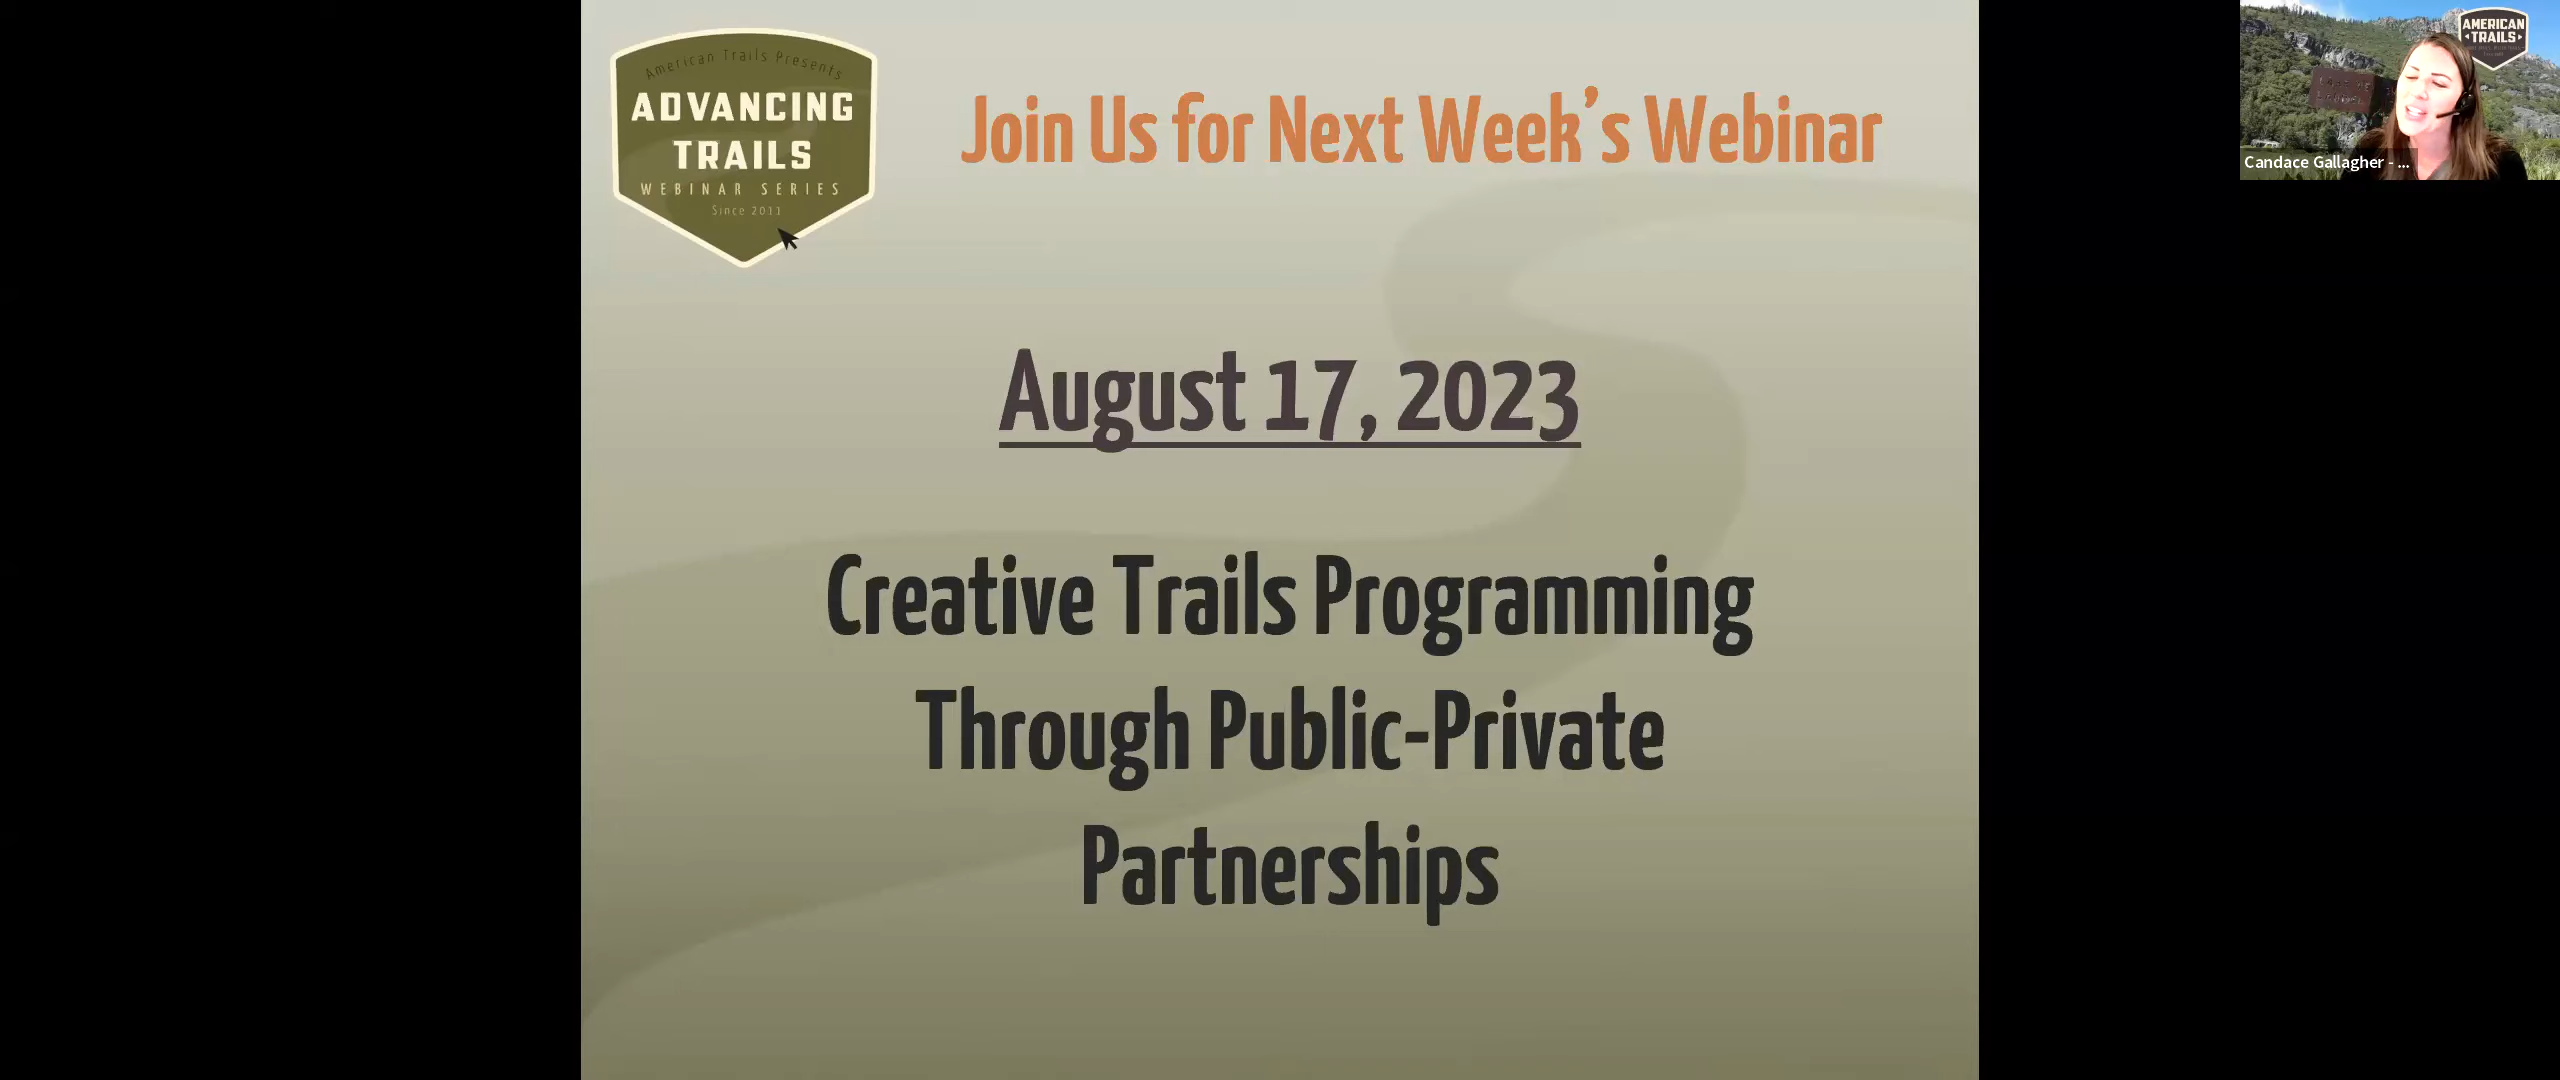 American Trails Presents
ADVANCING
TRAILS
WEBINAR SERIES
Since 2011
Join Us for Next Week's Webinar
August 17, 2023
Creative Trails Programming
Through Public-Private
Partnerships
AMERICAN
TRAILS
Candace Gallagher - ...